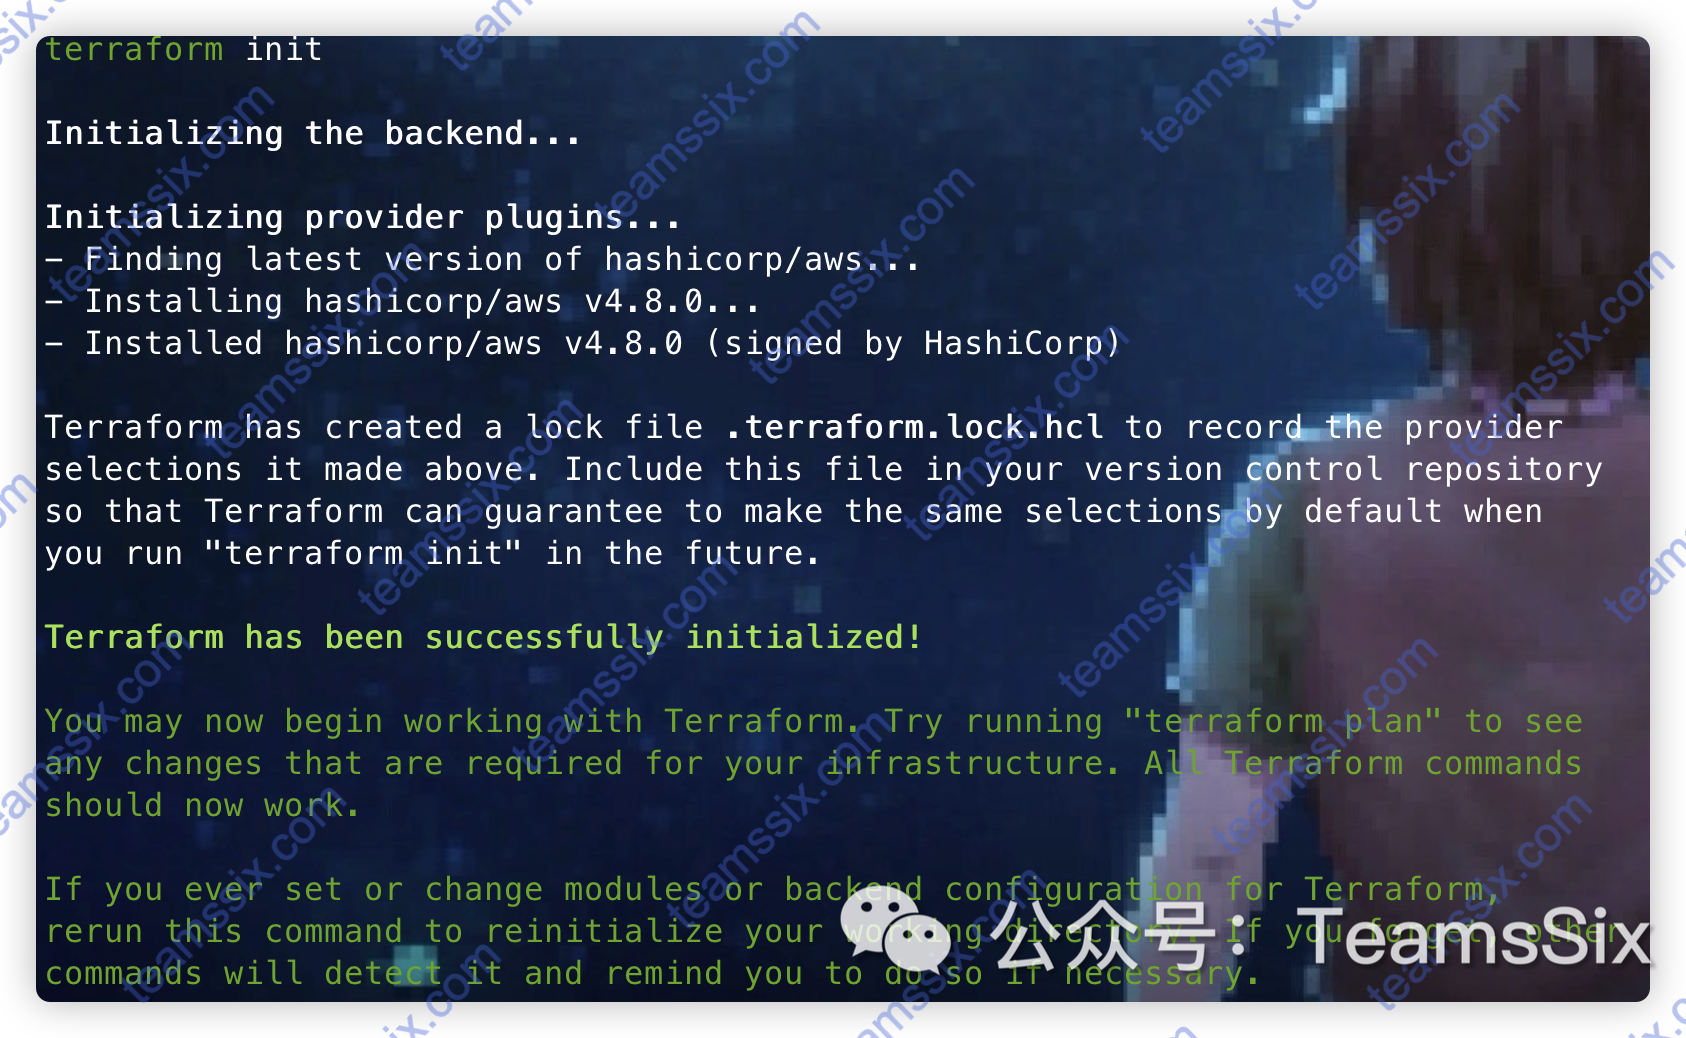 terraform init
Initializing the backend...
Initializing provider plugins...
- Finding latest version of hashicorp/aws...
- Installing hashicorp/aws v4.8.0...
- Installed hashicorp/aws v4.8.0 (signed by HashiCorp)
Terraform has created a lock file .terraform.lock.hcl to record the provider
selections it made above. Include this file in your version control repository
so that Terraform can guarantee to make the same selections by default when
you run "terraform init" in the future.
Terraform has been successfully initialized!
You may now begin working with Terraform. Try running "terraform plan" to see
any changes that are required for your infrastructure. All Terraform commands
should now work.
If you ever set or change modules or backend configuration for Terraform,
rerun this command to reinitialize your working directory. If you forget, other
commands will detect it and remind you to do so if necessary.
公众号：TeamsSix
teamssix.com